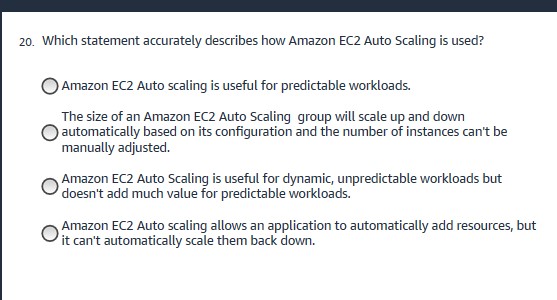 20. Which statement accurately describes how Amazon EC2 Auto Scaling is used?
Amazon EC2 Auto scaling is useful for predictable workloads.
The size of an Amazon EC2 Auto Scaling group will scale up and down
automatically based on its configuration and the number of instances can't be
manually adjusted.
Amazon EC2 Auto Scaling is useful for dynamic, unpredictable workloads but
doesn't add much value for predictable workloads.
Amazon EC2 Auto scaling allows an application to automatically add resources, but
it can't automatically scale them back down.